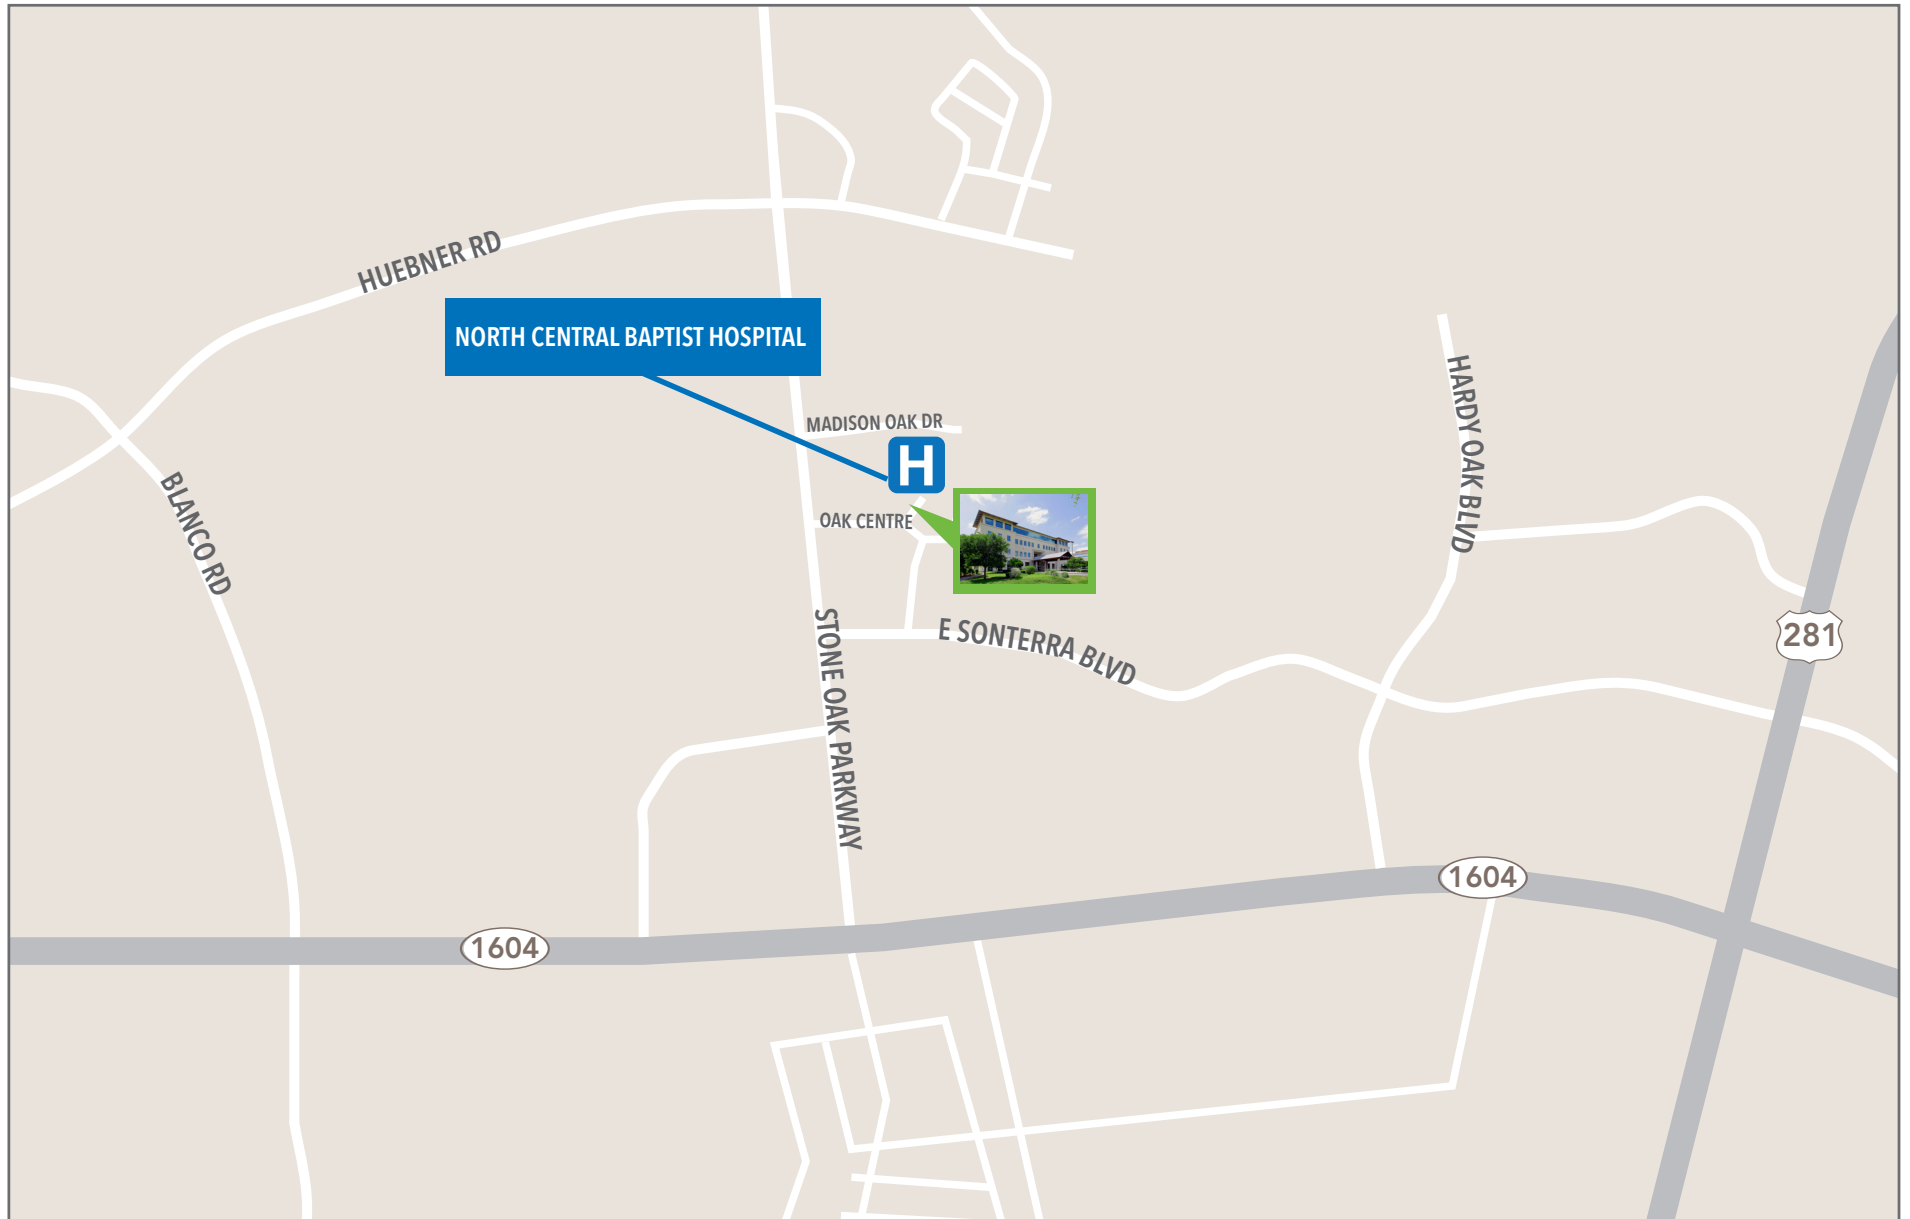 HUEBNER RD
NORTH CENTRAL BAPTIST HOSPITAL
HARDY OAK BLVD
MADISON OAK DR
H
BLANCO RD
OAK CENTRE
STONE OAK PARKWAY
E SONTERRA BLVD
281
1604
1604